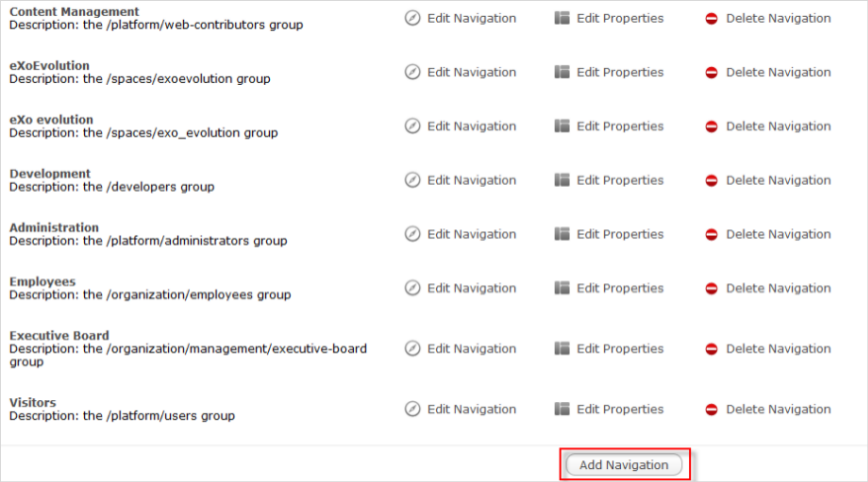 Content Management
Description: the /platform/web-contributors group
Edit Navigation Edit Properties Delete Navigation
eXoEvolution
Description: the /spaces/exoevolution group
Edit Navigation Edit Properties Delete Navigation
eXo evolution
Description: the /spaces/exo_evolution group
Edit Navigation Edit Properties Delete Navigation
Development
Description: the /developers group
Edit Navigation Edit Properties Delete Navigation
Administration
Description: the /platform/administrators group
Edit Navigation Edit Properties Delete Navigation
Employees
Description: the /organization/employees group
Edit Navigation Edit Properties Delete Navigation
Executive Board
Description: the /organization/management/executive-board
group
Edit Navigation Edit Properties Delete Navigation
Visitors
Description: the /platform/users group
Edit Navigation Edit Properties Delete Navigation
Add Navigation